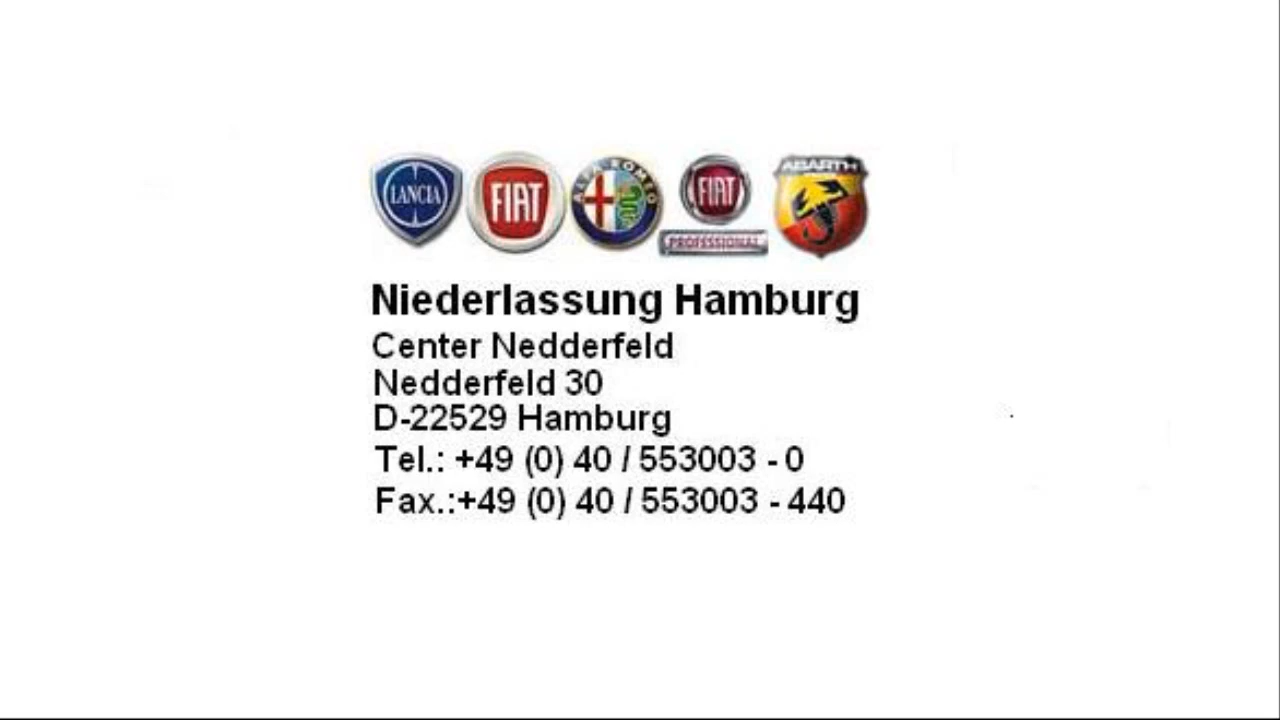 LANCIA FIAT ALFA ROMEO FIAT ABARTH
PROFESSIONAL
Niederlassung Hamburg
Center Nedderfeld
Nedderfeld 30
D-22529 Hamburg
Tel.: +49 (0) 40 / 553003 - 0
Fax.:+49 (0) 40 / 553003 - 440